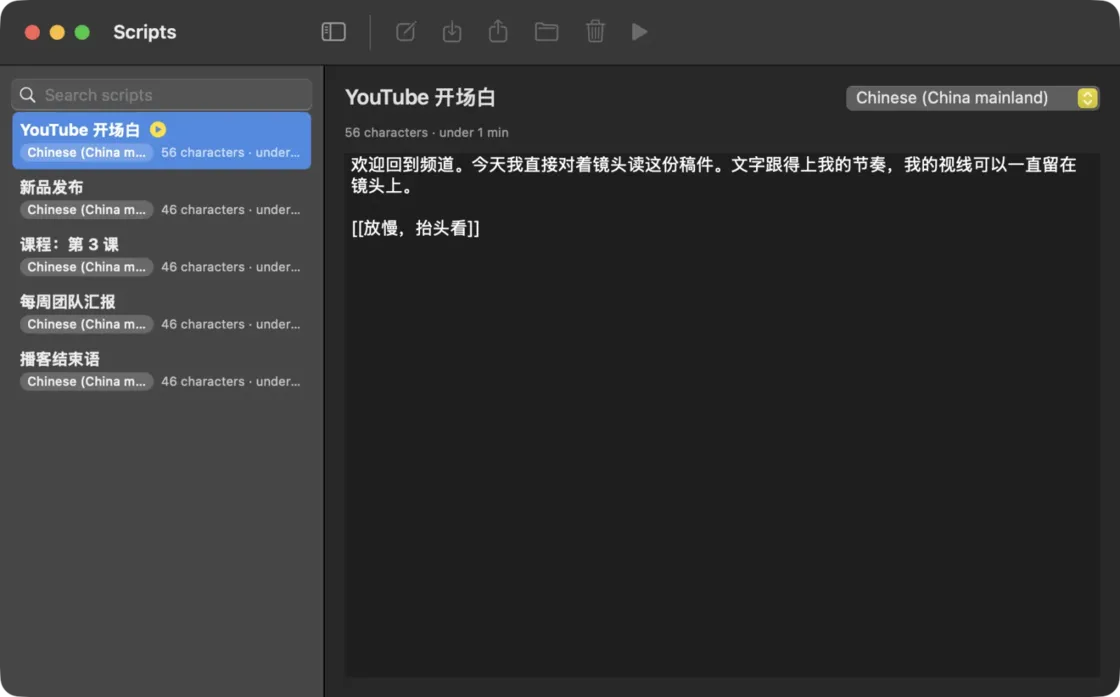 Scripts
Search scripts
YouTube 开场白
Chinese (China m...
56 characters · under...
新品发布
Chinese (China m...
46 characters · under...
课程：第 3 课
Chinese (China m...
46 characters · under...
每周团队汇报
Chinese (China m...
46 characters · under...
播客结束语
Chinese (China m...
46 characters · under...
YouTube 开场白
Chinese (China mainland)
56 characters · under 1 min
欢迎回到频道。今天我直接对着镜头读这份稿件。文字跟得上我的节奏，我的视线可以一直留在
镜头上。
[[放慢，抬头看]]